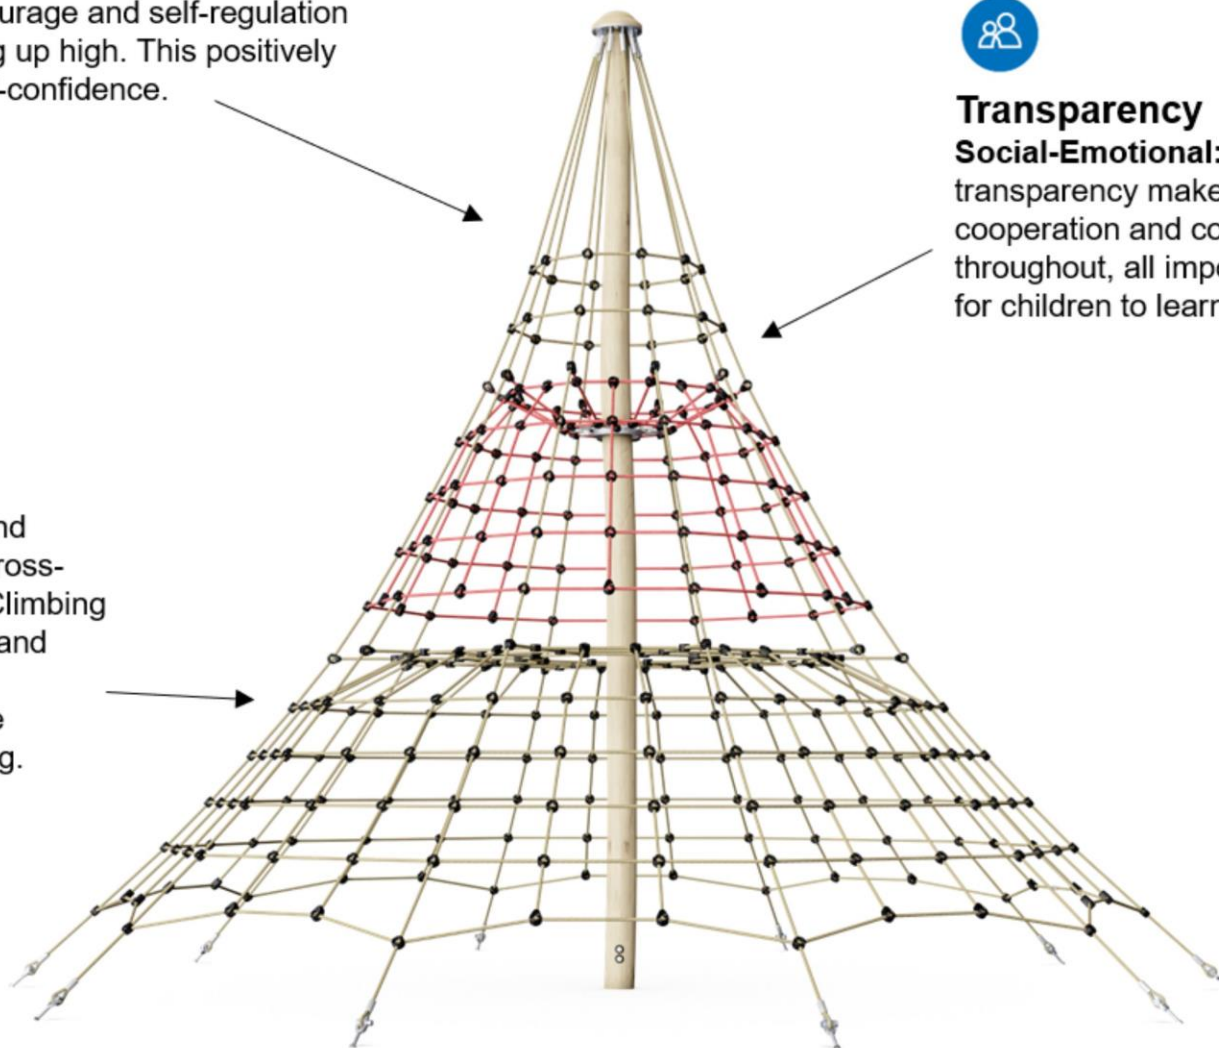 urage and self-regulation
g up high. This positively
-confidence.
Transparency
Social-Emotional:
transparency make
cooperation and co
throughout, all impo
for children to learn
nd
ross-
Climbing
and
e
g.